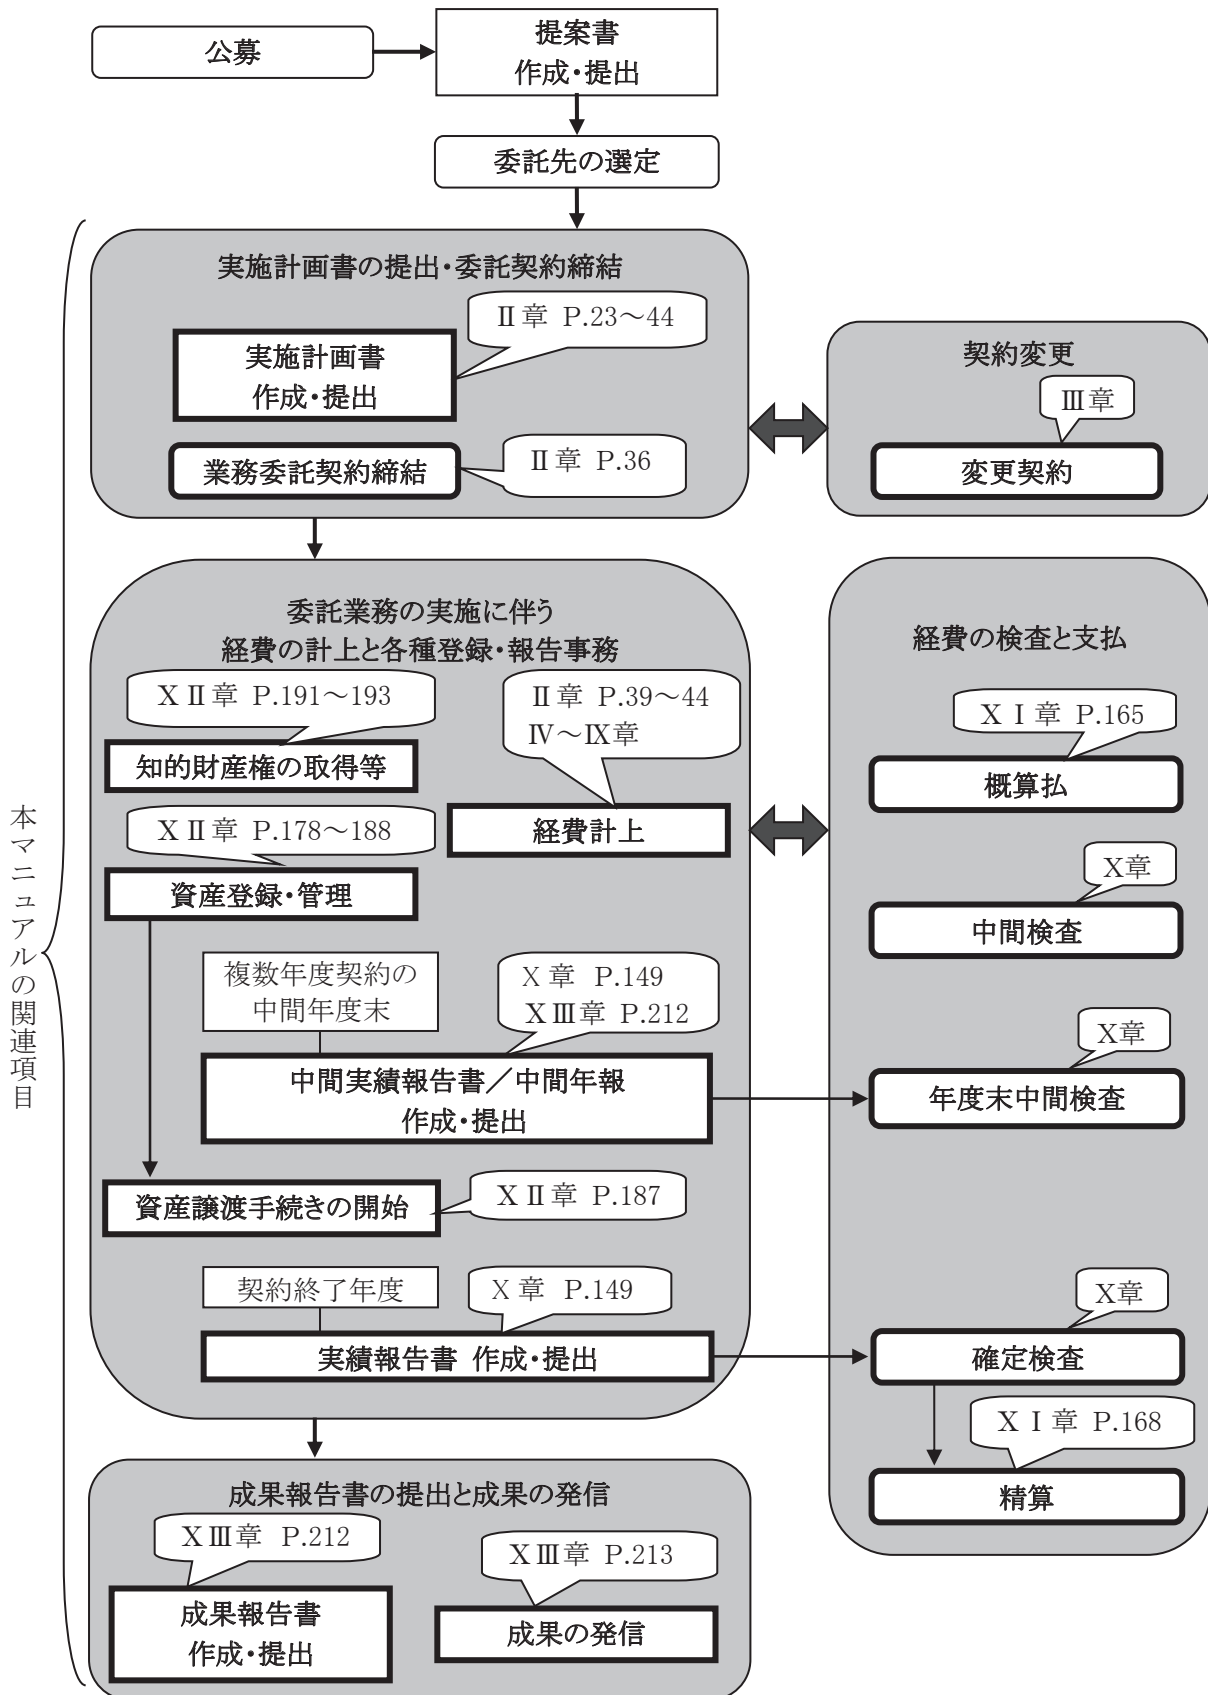 公募
提案書
作成・提出
委託先の選定
本マニュアルの関連項目
実施計画書の提出・委託契約締結
Ⅱ章 P.23～44
実施計画書
作成・提出
業務委託契約締結
Ⅱ章 P.36
契約変更
Ⅲ章
変更契約
委託業務の実施に伴う
経費の計上と各種登録・報告事務
ⅩⅡ章 P.191～193
知的財産権の取得等
Ⅱ章 P.39～44
Ⅳ～Ⅸ章
経費計上
ⅩⅡ章 P.178～188
資産登録・管理
複数年度契約の
中間年度末
Ⅹ章 P.149
ⅩⅢ章 P.212
中間実績報告書／中間年報
作成・提出
資産譲渡手続きの開始
ⅩⅡ章 P.187
契約終了年度
Ⅹ章 P.149
実績報告書 作成・提出
経費の検査と支払
ⅩⅠ章 P.165
概算払
Ⅹ章
中間検査
Ⅹ章
年度末中間検査
Ⅹ章
確定検査
ⅩⅠ章 P.168
精算
成果報告書の提出と成果の発信
ⅩⅢ章 P.212
成果報告書
作成・提出
ⅩⅢ章 P.213
成果の発信